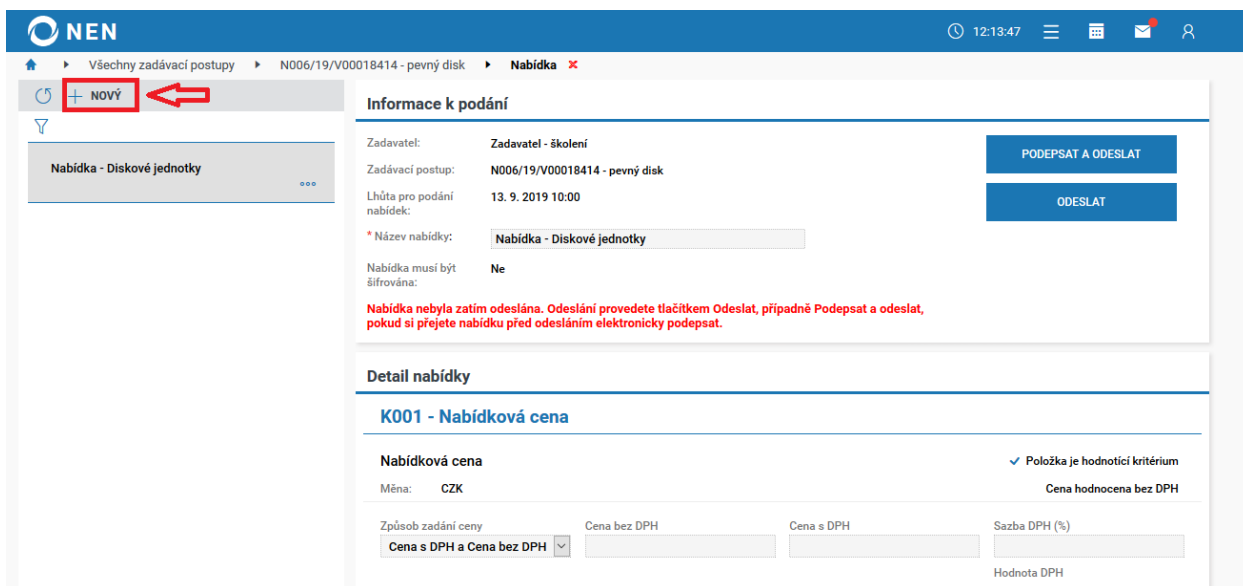 NEN
12:13:47
Všechny zadávací postupy N006/19/V00018414 - pevný disk Nabídka
NOVÝ
Nabídka - Diskové jednotky
Informace k podání
Zadavatel: Zadavatel - školení
Zadávací postup: N006/19/V00018414 - pevný disk
Lhůta pro podání nabídek: 13. 9. 2019 10:00
* Název nabídky: Nabídka - Diskové jednotky
Nabídka musí být šifrována: Ne
Nabídka nebyla zatím odeslána. Odeslání provedete tlačítkem Odeslat, případně Podepsat a odeslat,
pokud si přejete nabídku před odesláním elektronicky podepsat.
PODEPSAT A ODESLAT
ODESLAT
Detail nabídky
K001 - Nabídková cena
Nabídková cena
Položka je hodnotící kritérium
Měna: CZK
Cena hodnocena bez DPH
Způsob zadání ceny Cena bez DPH Cena s DPH Sazba DPH (%)
Cena s DPH a Cena bez DPH
Hodnota DPH